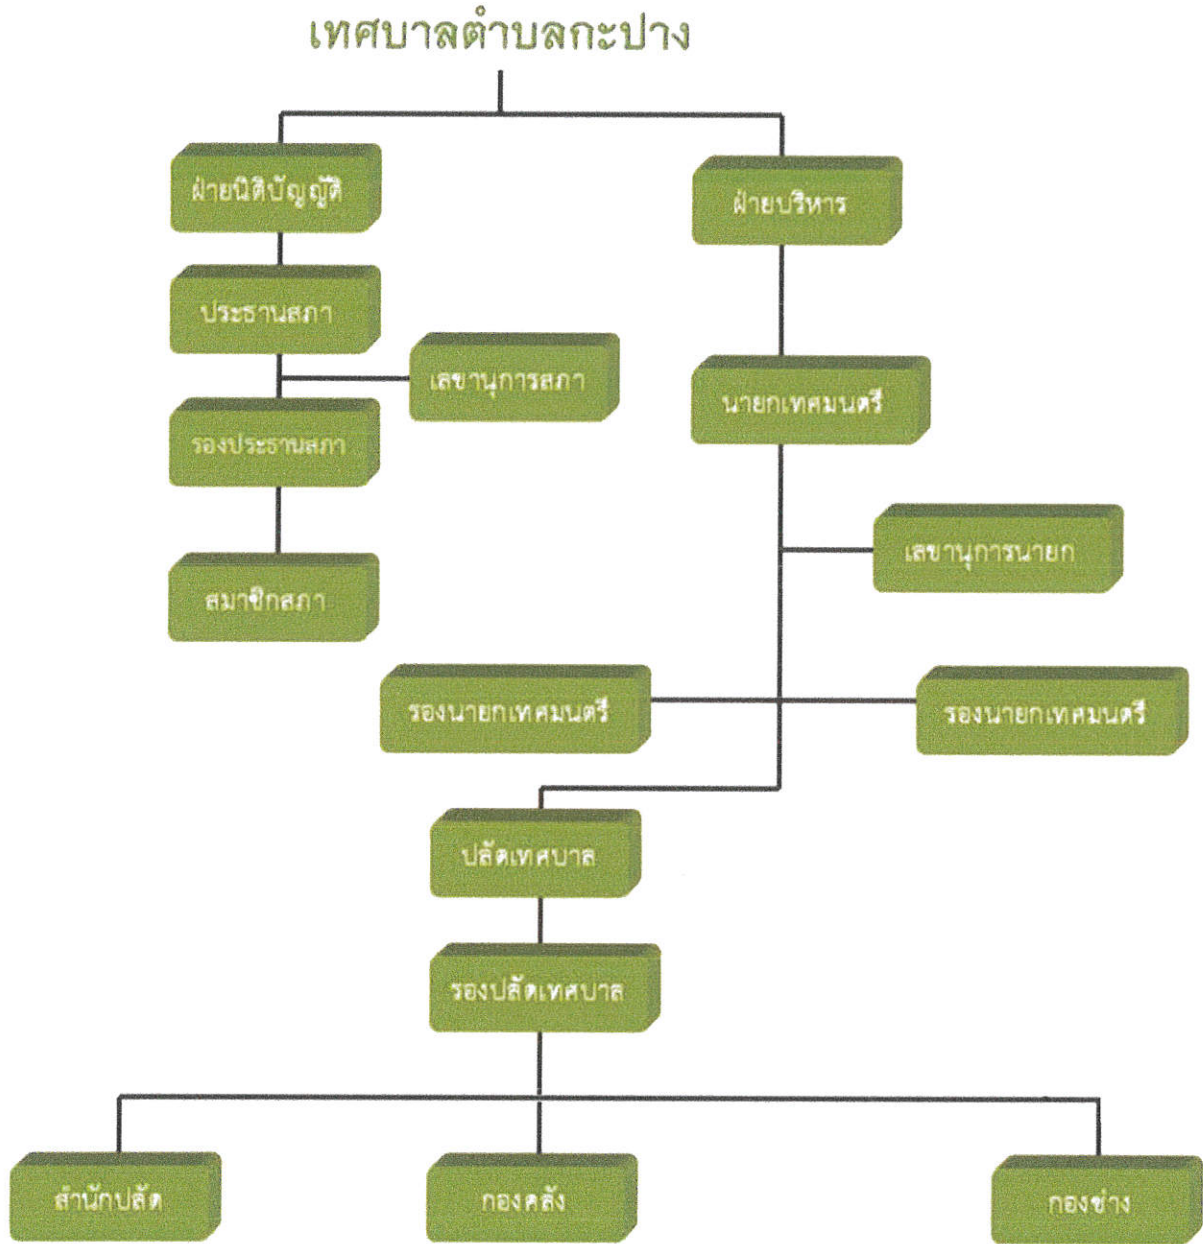 เทศบาลตำบลกะปาง
ฝ่ายนิติบัญญัติ
ฝ่ายบริหาร
ประธานสภา
เลขานุการสภา
นายกเทศมนตรี
รองประธานสภา
เลขานุการนายก
สมาชิกสภา
รองนายกเทศมนตรี
รองนายกเทศมนตรี
ปลัดเทศบาล
รองปลัดเทศบาล
สำนักปลัด
กองคลัง
กองช่าง